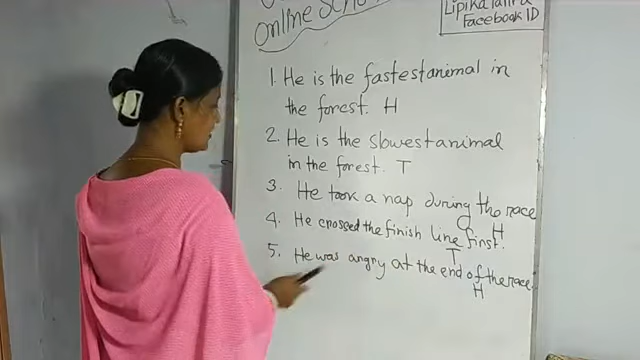 Online School
Lipika
Facebook ID
1. He is the fastest animal in
the forest. H
2. He is the slowest animal
in the forest. T
3. He took a nap during the race
H
4. He crossed the finish line first.
T
5. He was angry at the end of the race.
H